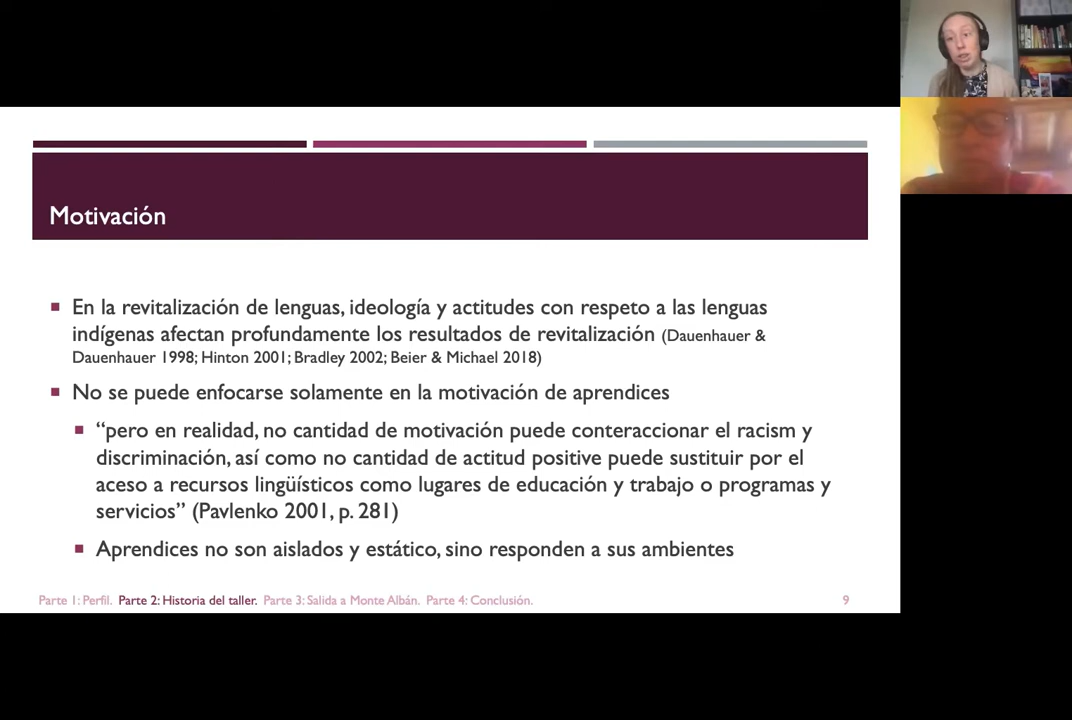 Motivación
En la revitalización de lenguas, ideología y actitudes con respeto a las lenguas
indígenas afectan profundamente los resultados de revitalización (Dauenhauer &
Dauenhauer 1998; Hinton 2001; Bradley 2002; Beier & Michael 2018)
No se puede enfocarse solamente en la motivación de aprendices
“pero en realidad, no cantidad de motivación puede conteraccionar el racism y
discriminación, así como no cantidad de actitud positive puede sustituir por el
aceso a recursos lingüísticos como lugares de educación y trabajo o programas y
servicios” (Pavlenko 2001, p. 281)
Aprendices no son aislados y estático, sino responden a sus ambientes
Parte 1: Perfil. Parte 2: Historia del taller. Parte 3: Salida a Monte Albán. Parte 4: Conclusión. 9